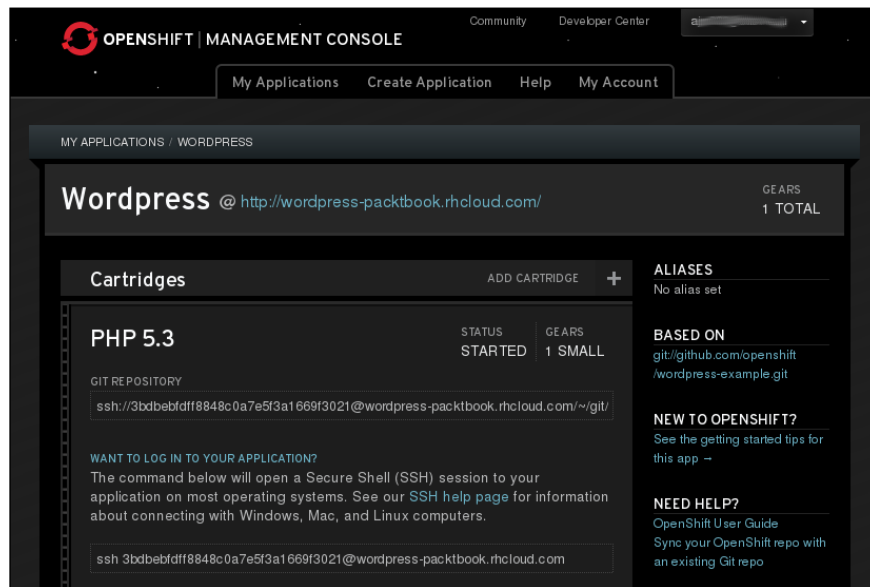 Community Developer Center
OPENSHIFT | MANAGEMENT CONSOLE
My Applications Create Application Help My Account
MY APPLICATIONS / WORDPRESS
Wordpress @ http://wordpress-packtbook.rhcloud.com/
GEARS
1 TOTAL
Cartridges
ADD CARTRIDGE +
PHP 5.3
STATUS
STARTED
GEARS
1 SMALL
GIT REPOSITORY
ssh://3bdbebfdff8848c0a7e5f3a1669f3021@wordpress-packtbook.rhcloud.com/~/git/
WANT TO LOG IN TO YOUR APPLICATION?
The command below will open a Secure Shell (SSH) session to your
application on most operating systems. See our SSH help page for information
about connecting with Windows, Mac, and Linux computers.
ssh 3bdbebfdff8848c0a7e5f3a1669f3021@wordpress-packtbook.rhcloud.com
ALIASES
No alias set
BASED ON
git://github.com/openshift
/wordpress-example.git
NEW TO OPENSHIFT?
See the getting started tips for
this app →
NEED HELP?
OpenShift User Guide
Sync your OpenShift repo with
an existing Git repo